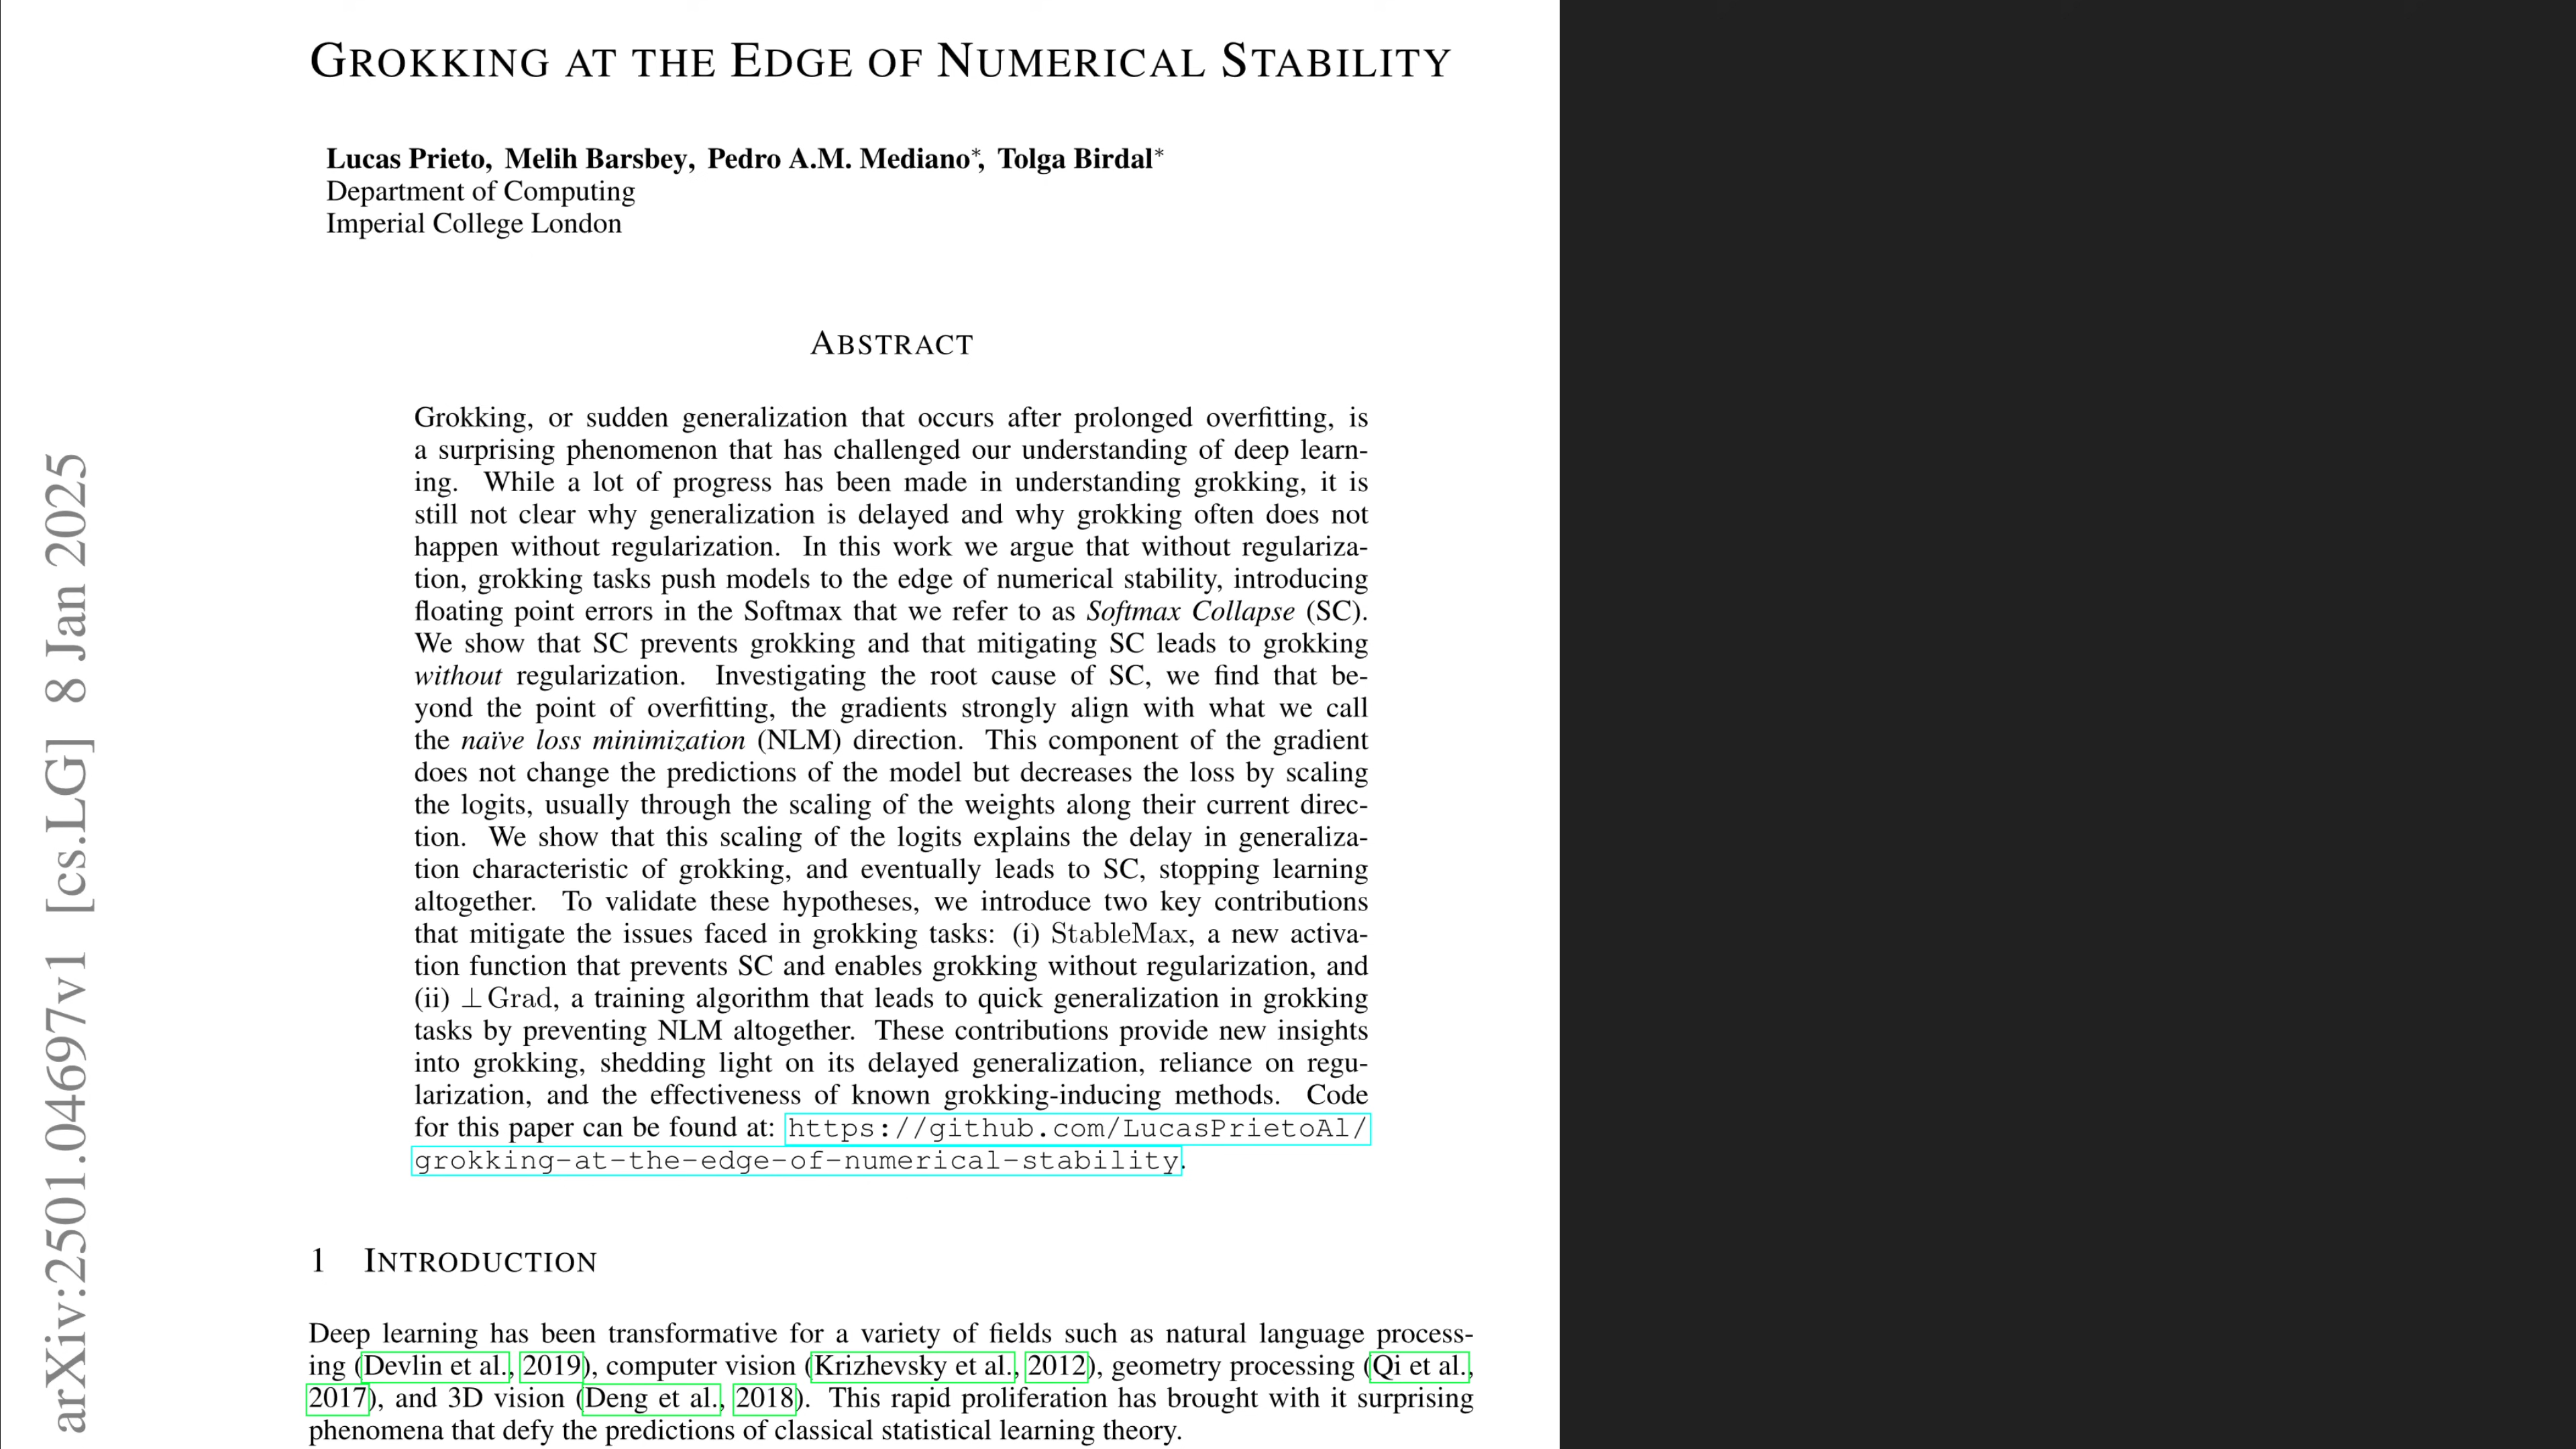 GROKKING AT THE EDGE OF NUMERICAL STABILITY
Lucas Prieto, Melih Barsbey, Pedro A.M. Mediano*, Tolga Birdal*
Department of Computing
Imperial College London
ABSTRACT
Grokking, or sudden generalization that occurs after prolonged overfitting, is
a surprising phenomenon that has challenged our understanding of deep learn-
ing. While a lot of progress has been made in understanding grokking, it is
still not clear why generalization is delayed and why grokking often does not
happen without regularization. In this work we argue that without regulariza-
tion, grokking tasks push models to the edge of numerical stability, introducing
floating point errors in the Softmax that we refer to as Softmax Collapse (SC).
We show that SC prevents grokking and that mitigating SC leads to grokking
without regularization. Investigating the root cause of SC, we find that be-
yond the point of overfitting, the gradients strongly align with what we call
the naïve loss minimization (NLM) direction. This component of the gradient
does not change the predictions of the model but decreases the loss by scaling
the logits, usually through the scaling of the weights along their current direc-
tion. We show that this scaling of the logits explains the delay in generaliza-
tion characteristic of grokking, and eventually leads to SC, stopping learning
altogether. To validate these hypotheses, we introduce two key contributions
that mitigate the issues faced in grokking tasks: (i) StableMax, a new activa-
tion function that prevents SC and enables grokking without regularization, and
(ii) ⊥Grad, a training algorithm that leads to quick generalization in grokking
tasks by preventing NLM altogether. These contributions provide new insights
into grokking, shedding light on its delayed generalization, reliance on regu-
larization, and the effectiveness of known grokking-inducing methods. Code
for this paper can be found at: https://github.com/LucasPrietoAl/
grokking-at-the-edge-of-numerical-stability.
1 INTRODUCTION
Deep learning has been transformative for a variety of fields such as natural language process-
ing (Devlin et al., 2019), computer vision (Krizhevsky et al., 2012), geometry processing (Qi et al.,
2017), and 3D vision (Deng et al., 2018). This rapid proliferation has brought with it surprising
phenomena that defy the predictions of classical statistical learning theory.
arXiv:2501.04697v1 [cs.LG] 8 Jan 2025